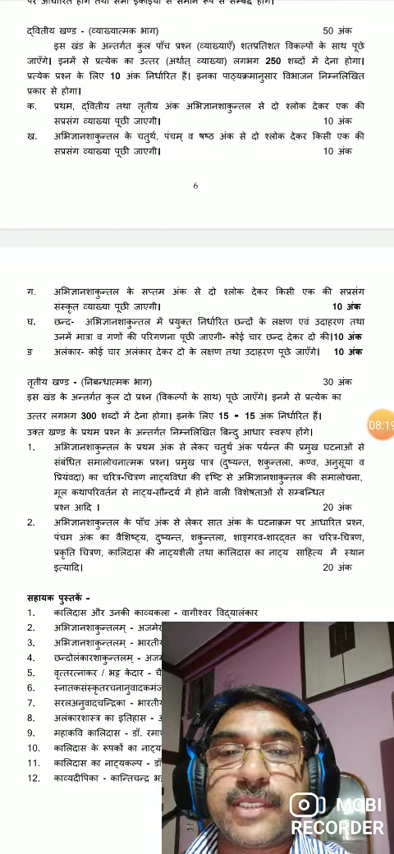 द्वितीय खण्ड - (व्याख्यात्मक भाग) 50 अंक
इस खंड के अन्तर्गत कुल पाँच प्रश्न (व्याख्याएँ) शतप्रतिशत विकल्पों के साथ पूछे
जाएँगे। इनमें से प्रत्येक का उत्तर (अर्थात् व्याख्या) लगभग 250 शब्दों में देना होगा।
प्रत्येक प्रश्न के लिए 10 अंक निर्धारित हैं। इनका पाठ्यक्रमानुसार विभाजन निम्नलिखित
प्रकार से होगा।
क. प्रथम, द्वितीय तथा तृतीय अंक अभिज्ञानशाकुन्तल से दो श्लोक देकर एक की
सप्रसंग व्याख्या पूछी जाएगी। 10 अंक
ख. अभिज्ञानशाकुन्तल के चतुर्थ, पंचम् व षष्ठ अंक से दो श्लोक देकर किसी एक की
सप्रसंग व्याख्या पूछी जाएगी। 10 अंक
6
ग. अभिज्ञानशाकुन्तल के सप्तम अंक से दो श्लोक देकर किसी एक की सप्रसंग
संस्कृत व्याख्या पूछी जाएगी। 10 अंक
घ. छन्द- अभिज्ञानशाकुन्तल में प्रयुक्त निर्धारित छन्दों के लक्षण एवं उदाहरण तथा
उनमें मात्रा व गणों की परिगणना पूछी जाएगी- कोई चार छन्द देकर दो की।10 अंक
ङ अलंकार- कोई चार अलंकार देकर दो के लक्षण तथा उदाहरण पूछे जाएँगे। 10 अंक
तृतीय खण्ड - (निबन्धात्मक भाग) 30 अंक
इस खण्ड के अन्तर्गत कुल दो प्रश्न (विकल्पों के साथ) पूछे जाएँगे। इनमें से प्रत्येक का
उत्तर लगभग 300 शब्दों में देना होगा। इनके लिए 15 - 15 अंक निर्धारित हैं।
08:19
उक्त खण्ड के प्रथम प्रश्न के अन्तर्गत निम्नलिखित बिन्दु आधार स्वरूप होंगे।
1. अभिज्ञानशाकुन्तल के प्रथम अंक से लेकर चतुर्थ अंक पर्यन्त की प्रमुख घटनाओं से
संबंधित समालोचनात्मक प्रश्न। प्रमुख पात्र (दुष्यन्त, शकुन्तला, कण्व, अनुसूया व
प्रियंवदा) का चरित्र-चित्रण नाट्यविधा की दृष्टि से अभिज्ञानशाकुन्तल की समालोचना,
मूल कथापरिवर्तन से नाट्य-सौन्दर्य में होने वाली विशेषताओं से सम्बन्धित
प्रश्न आदि । 20 अंक
2. अभिज्ञानशाकुन्तल के पाँच अंक से लेकर सात अंक के घटनाक्रम पर आधारित प्रश्न,
पंचम अंक का वैशिष्ट्य, दुष्यन्त, शकुन्तला, शाङ्गरव-शारदवत का चरित्र-चित्रण,
प्रकृति चित्रण, कालिदास की नाट्यशैली तथा कालिदास का नाट्य साहित्य में स्थान
इत्यादि। 20 अंक
सहायक पुस्तकें -
1. कालिदास और उनकी काव्यकला - वागीश्वर विद्यालंकार
2. अभिज्ञानशाकुन्तलम् - अजमेर
3. अभिज्ञानशाकुन्तलम् - भारतीय
4. छन्दोलंकारशाकुन्तलम् - अजमे
5. वृत्तरत्नाकर / भट्ट केदार - चौ
6. स्नातकसंस्कृतरचनानुवादकमंज
7. सरलअनुवादचन्द्रिका - भारतीय
8. अलंकारशास्त्र का इतिहास -
9. महाकवि कालिदास - डॉ. रमा
10. कालिदास के रूपकों का नाट्य
11. कालिदास का नाट्यकल्प - डॉ
12. काव्यदीपिका - कान्तिचन्द्र भ
MOBI
RECORDER